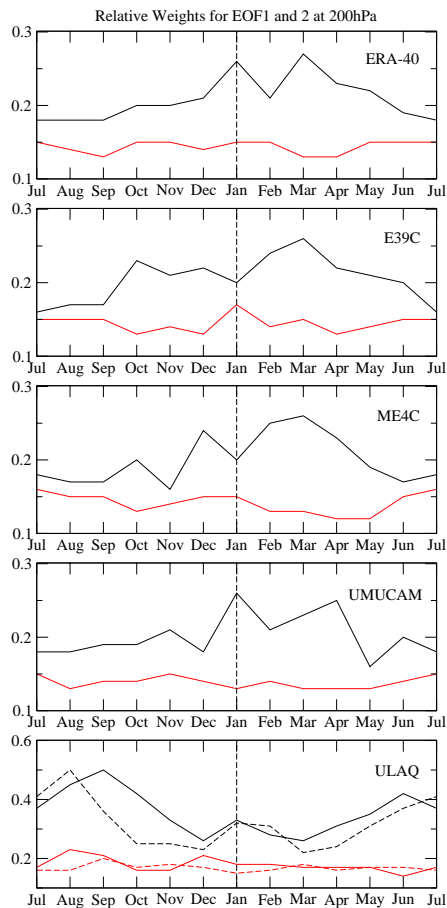 Relative Weights for EOF1 and 2 at 200hPa
0.3
ERA-40
0.2
0.1
Jul Aug Sep Oct Nov Dec Jan Feb Mar Apr May Jun Jul
0.3
E39C
0.2
0.1
Jul Aug Sep Oct Nov Dec Jan Feb Mar Apr May Jun Jul
0.3
ME4C
0.2
0.1
Jul Aug Sep Oct Nov Dec Jan Feb Mar Apr May Jun Jul
0.3
UMUCAM
0.2
0.1
Jul Aug Sep Oct Nov Dec Jan Feb Mar Apr May Jun Jul
0.6
ULAQ
0.4
0.2
Jul Aug Sep Oct Nov Dec Jan Feb Mar Apr May Jun Jul